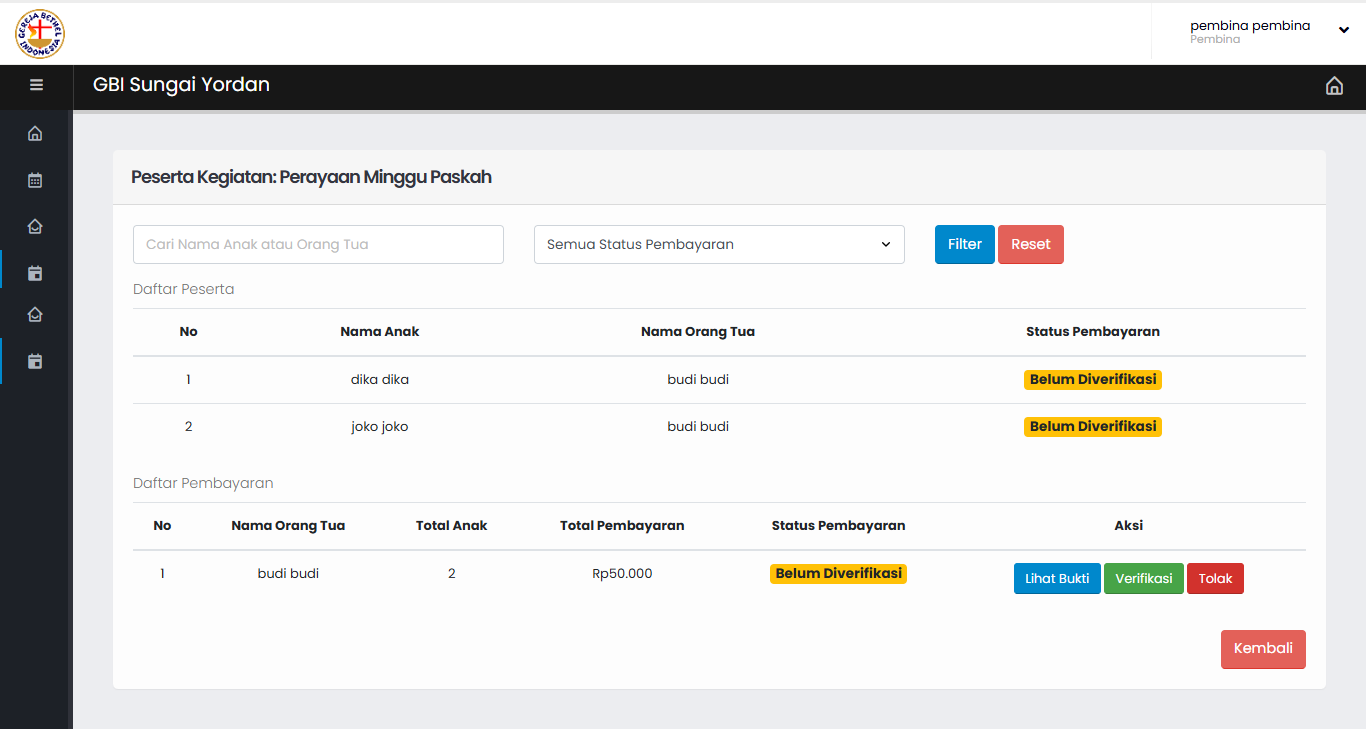 GEREJA BETHEL INDONESIA
pembina pembina
Pembina
GBI Sungai Yordan
Peserta Kegiatan: Perayaan Minggu Paskah
Cari Nama Anak atau Orang Tua
Semua Status Pembayaran
Filter
Reset
Daftar Peserta
No Nama Anak Nama Orang Tua Status Pembayaran
1 dika dika budi budi Belum Diverifikasi
2 joko joko budi budi Belum Diverifikasi
Daftar Pembayaran
No Nama Orang Tua Total Anak Total Pembayaran Status Pembayaran Aksi
1 budi budi 2 Rp50.000 Belum Diverifikasi Lihat Bukti Verifikasi Tolak
Kembali